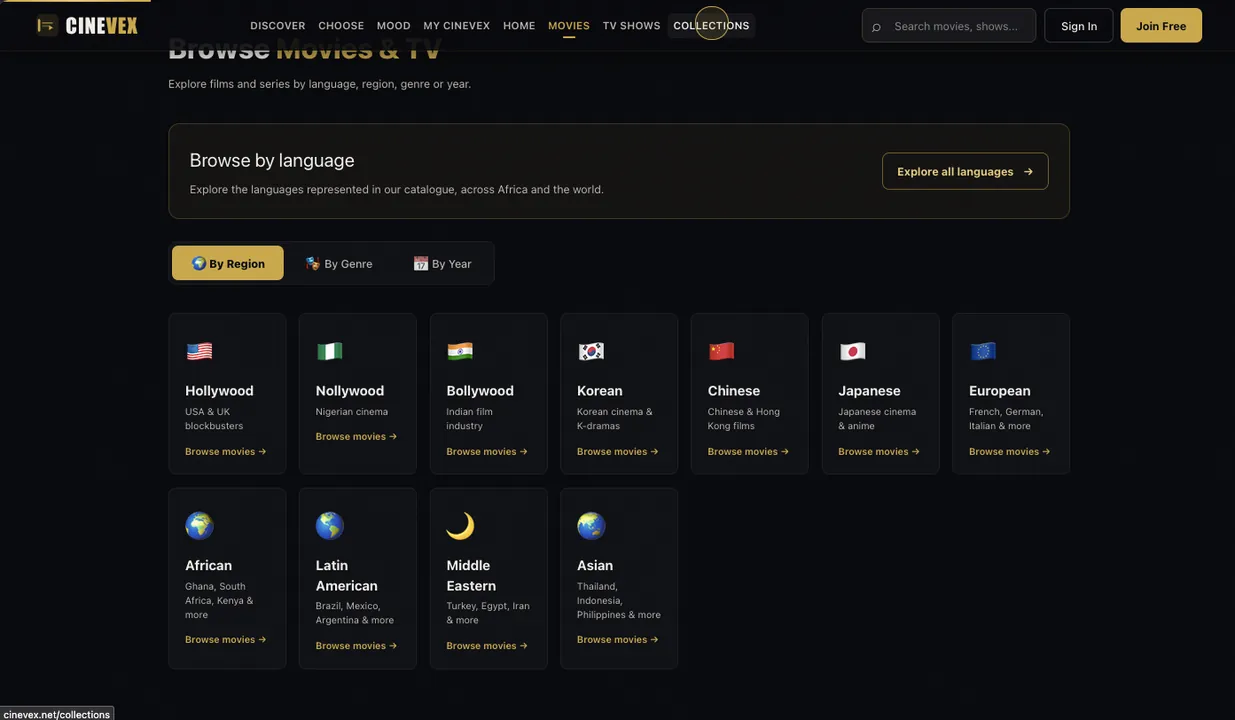 CINEVEX
DISCOVER CHOOSE MOOD MY CINEVEX HOME MOVIES TV SHOWS COLLECTIONS
Search movies, shows...
Sign In
Join Free
Browse Movies & TV
Explore films and series by language, region, genre or year.
Browse by language
Explore the languages represented in our catalogue, across Africa and the world.
Explore all languages →
By Region
By Genre
17 By Year
Hollywood
USA & UK
blockbusters
Browse movies →
Nollywood
Nigerian cinema
Browse movies →
Bollywood
Indian film
industry
Browse movies →
Korean
Korean cinema &
K-dramas
Browse movies →
Chinese
Chinese & Hong
Kong films
Browse movies →
Japanese
Japanese cinema
& anime
Browse movies →
European
French, German,
Italian & more
Browse movies →
African
Ghana, South
Africa, Kenya &
more
Browse movies →
Latin
American
Brazil, Mexico,
Argentina & more
Browse movies →
Middle
Eastern
Turkey, Egypt, Iran
& more
Browse movies →
Asian
Thailand,
Indonesia,
Philippines & more
Browse movies →
cinevex.net/collections